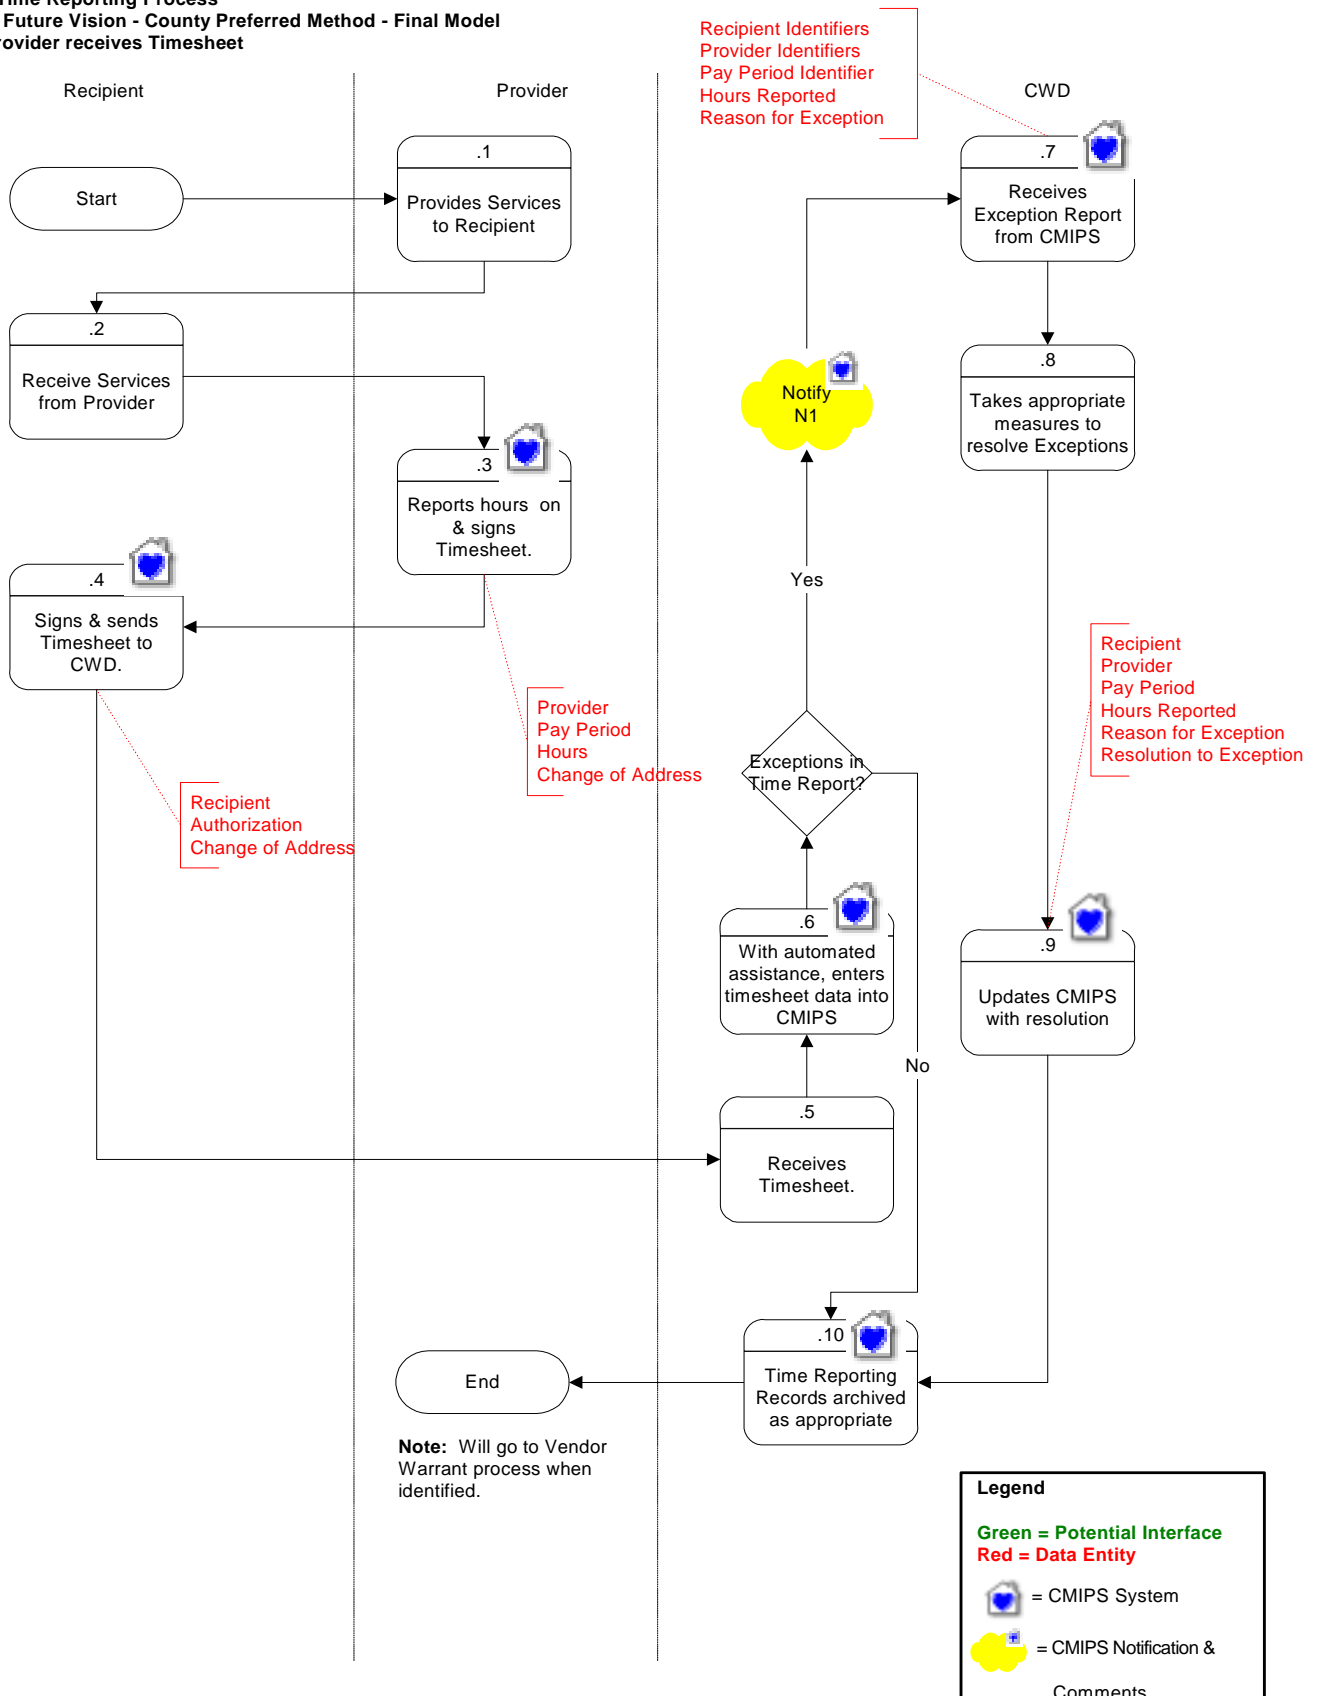 Time Reporting Process
Future Vision - County Preferred Method - Final Model
rovider receives Timesheet
Recipient
Provider
CWD
Recipient Identifiers
Provider Identifiers
Pay Period Identifier
Hours Reported
Reason for Exception
Start
.1
Provides Services
to Recipient
.7
Receives
Exception Report
from CMIPS
.2
Receive Services
from Provider
Notify
N1
.8
Takes appropriate
measures to
resolve Exceptions
.3
Reports hours on
& signs
Timesheet.
.4
Signs & sends
Timesheet to
CWD.
Yes
Recipient
Provider
Pay Period
Hours Reported
Reason for Exception
Resolution to Exception
Provider
Pay Period
Hours
Change of Address
Exceptions in
Time Report?
Recipient
Authorization
Change of Address
.6
With automated
assistance, enters
timesheet data into
CMIPS
.9
Updates CMIPS
with resolution
No
.5
Receives
Timesheet.
.10
Time Reporting
Records archived
as appropriate
End
Note: Will go to Vendor
Warrant process when
identified.
Legend
Green = Potential Interface
Red = Data Entity
= CMIPS System
= CMIPS Notification &
Comments